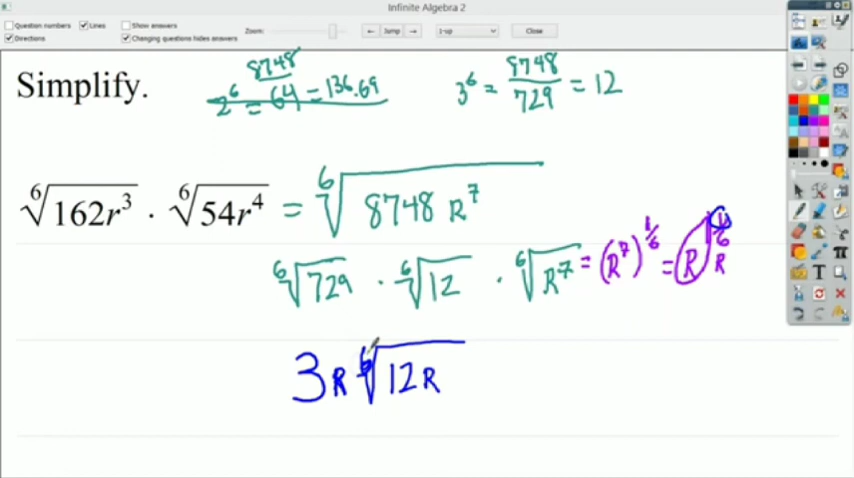 Infinite Algebra 2
Question numbers Lines Show answers Zoom: ← Jump → 1-up Close
Directions Changing questions hides answers
Simplify.
2⁶ = 64 = 136.69
8748
3⁶ = 8748/729 = 12
⁶√162r³ · ⁶√54r⁴ = ⁶√8748 R⁷
⁶√729 · ⁶√12 · ⁶√R⁷ = (R⁷)^1/6 = R
3R ⁶√12R